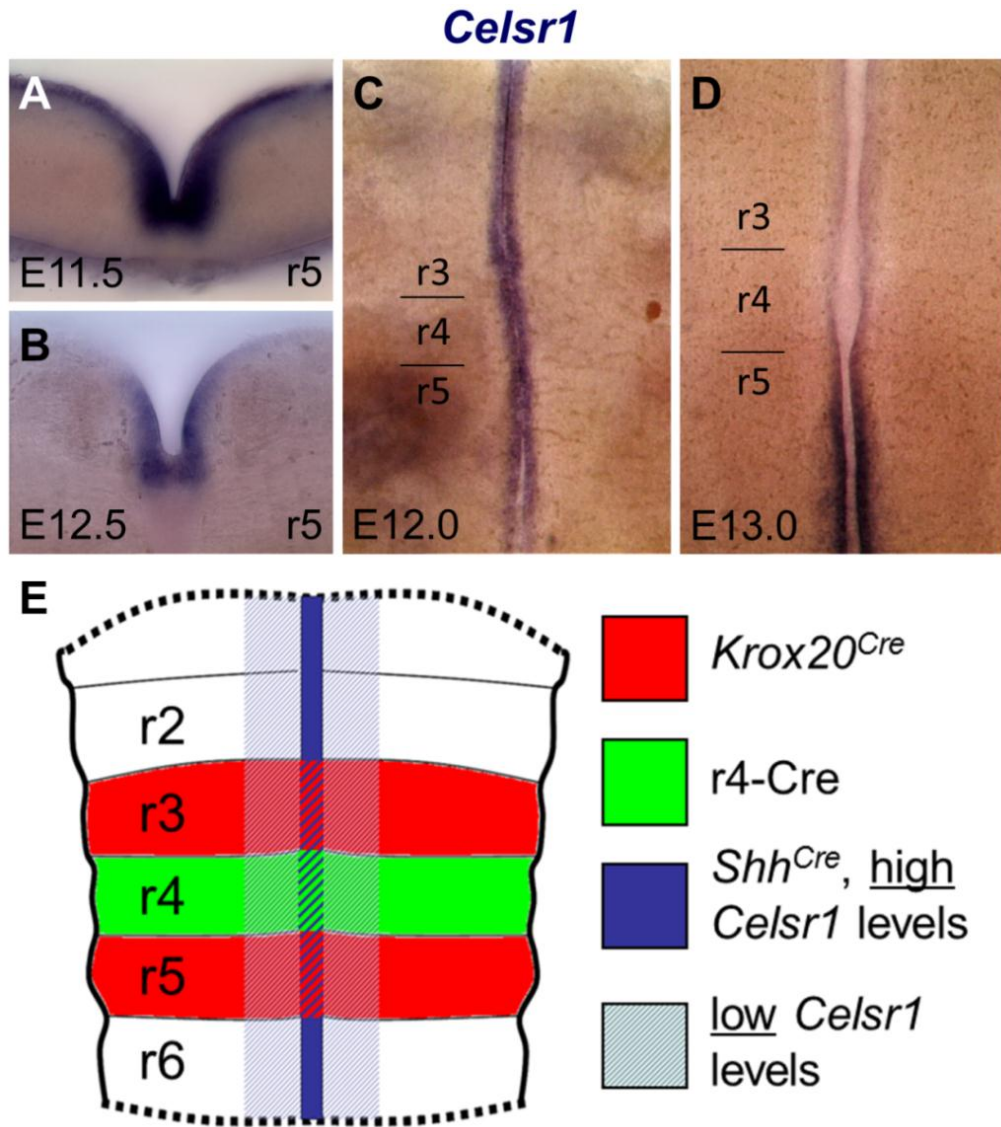 Celsr1
A
E11.5 r5
B
E12.5 r5
C
r3
r4
r5
E12.0
D
r3
r4
r5
E13.0
E
r2
r3
r4
r5
r6
Krox20Cre
r4-Cre
ShhCre, high
Celsr1 levels
low Celsr1
levels